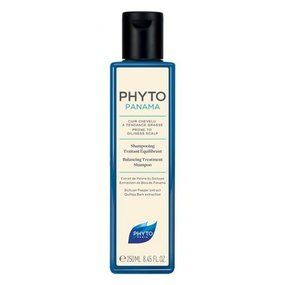 PHYTO
PANAMA
CUIR CHEVELU
À TENDANCE GRASSE
PRONE TO
OILINESS SCALP
Shampooing
Traitant Équilibrant
Balancing Treatment
Shampoo
PHYTO
PARIS
e 250ML 8.45 FL. OZ.